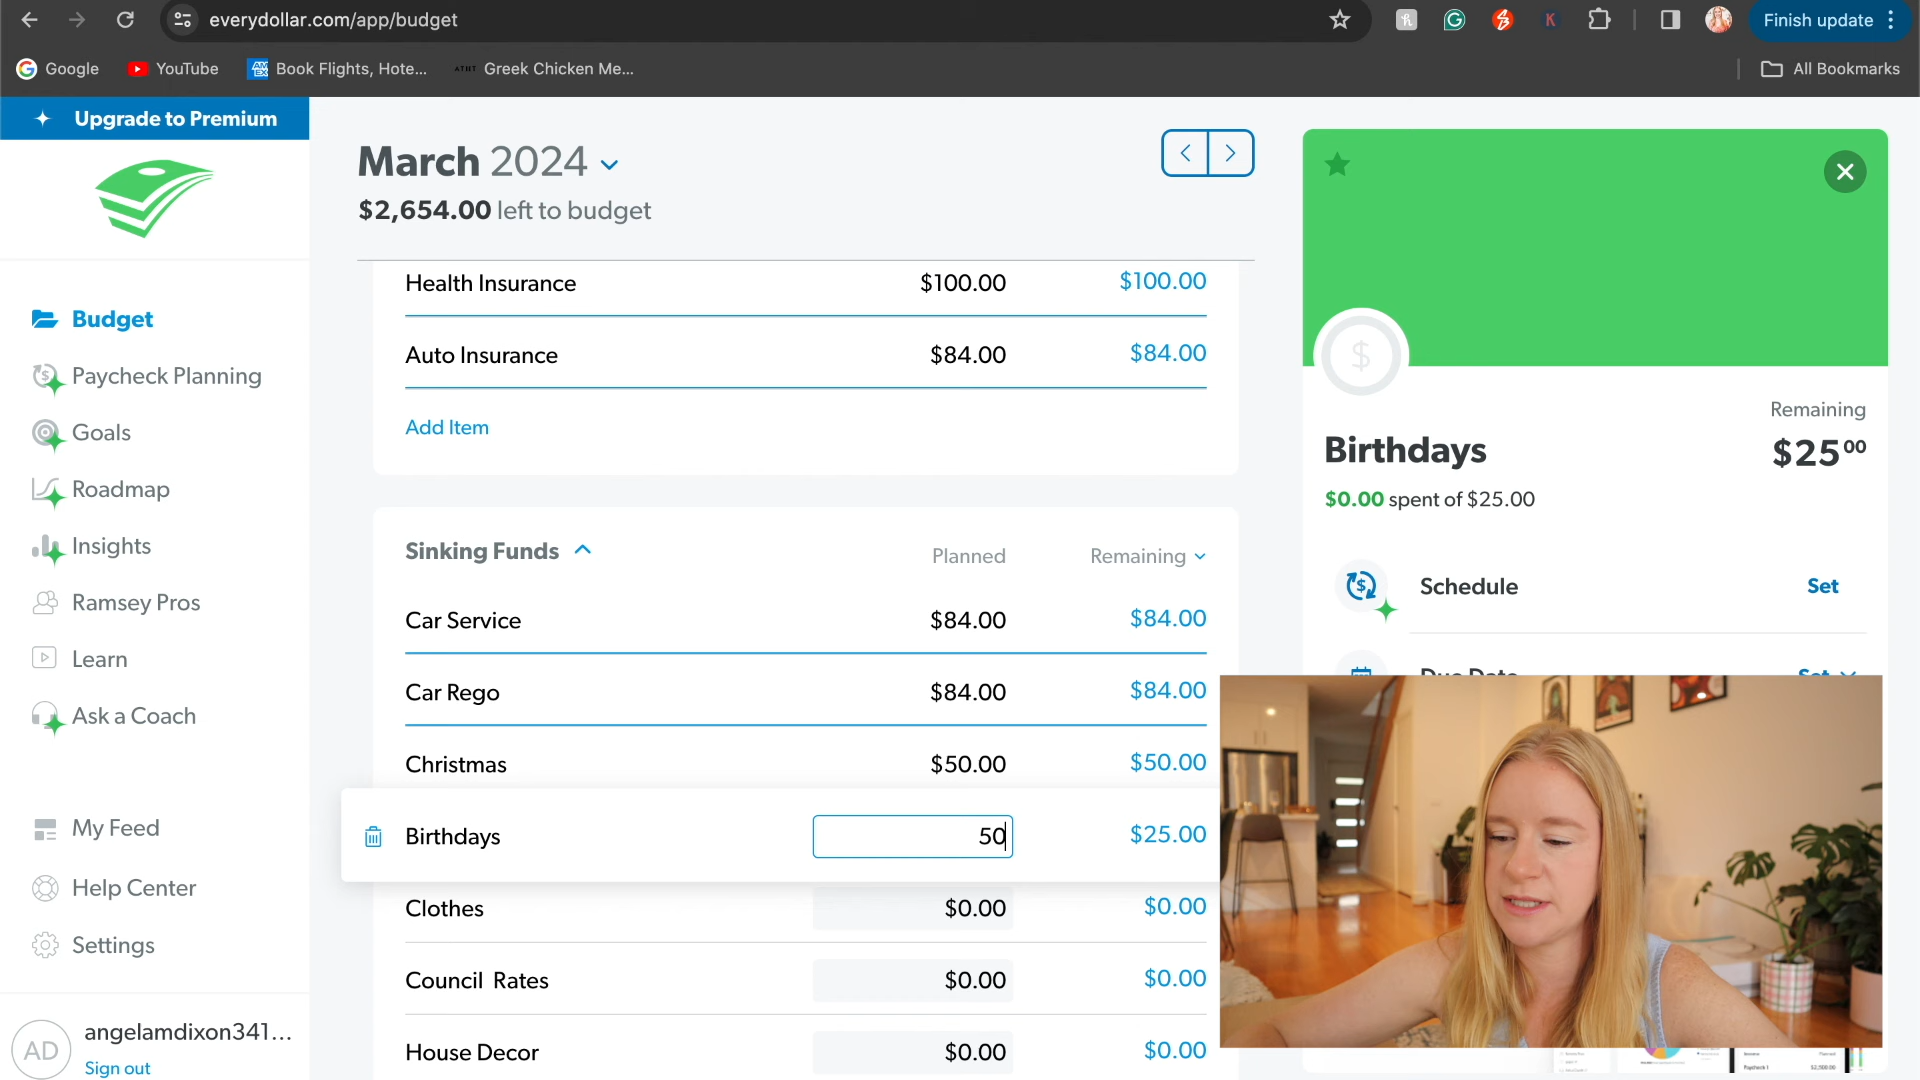 everydollar.com/app/budget
Finish update
Google
YouTube
Book Flights, Hote...
Greek Chicken Me...
All Bookmarks
Upgrade to Premium
March 2024
$2,654.00 left to budget
Budget
Paycheck Planning
Goals
Roadmap
Insights
Ramsey Pros
Learn
Ask a Coach
My Feed
Help Center
Settings
AD
angelamdixon341...
Sign out
Health Insurance $100.00 $100.00
Auto Insurance $84.00 $84.00
Add Item
Sinking Funds Planned Remaining
Car Service $84.00 $84.00
Car Rego $84.00 $84.00
Christmas $50.00 $50.00
Birthdays 50 $25.00
Clothes $0.00 $0.00
Council Rates $0.00 $0.00
House Decor $0.00 $0.00
Remaining
Birthdays $25 00
$0.00 spent of $25.00
Schedule Set
Due Date Set